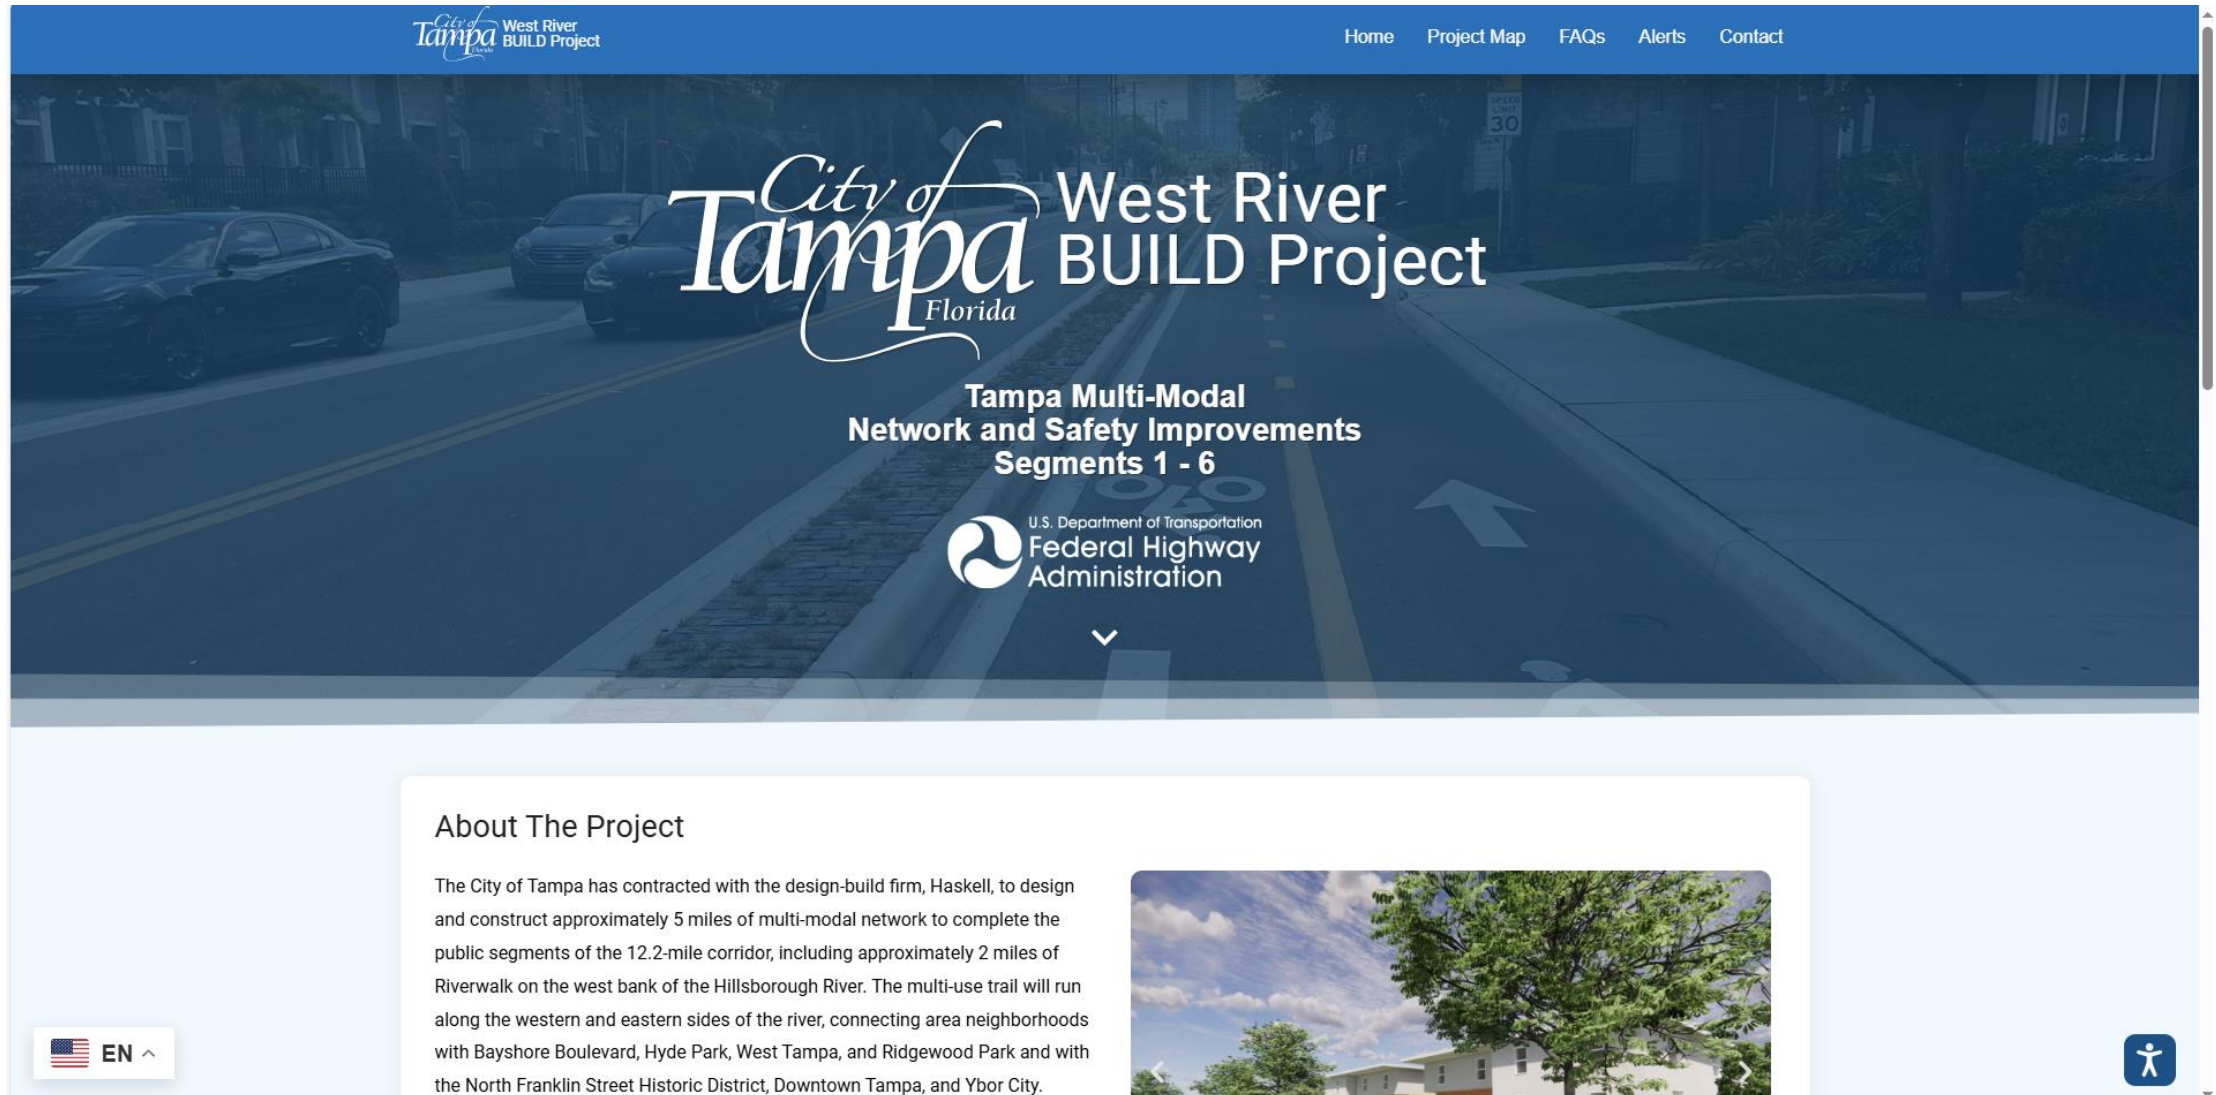 City of
Tampa
Florida
West River
BUILD Project
Home
Project Map
FAQs
Alerts
Contact
SPEED
LIMIT
30
City of
Tampa
Florida
West River
BUILD Project
Tampa Multi-Modal
Network and Safety Improvements
Segments 1 - 6
U.S. Department of Transportation
Federal Highway
Administration
About The Project
The City of Tampa has contracted with the design-build firm, Haskell, to design
and construct approximately 5 miles of multi-modal network to complete the
public segments of the 12.2-mile corridor, including approximately 2 miles of
Riverwalk on the west bank of the Hillsborough River. The multi-use trail will run
along the western and eastern sides of the river, connecting area neighborhoods
with Bayshore Boulevard, Hyde Park, West Tampa, and Ridgewood Park and with
the North Franklin Street Historic District, Downtown Tampa, and Ybor City.
EN